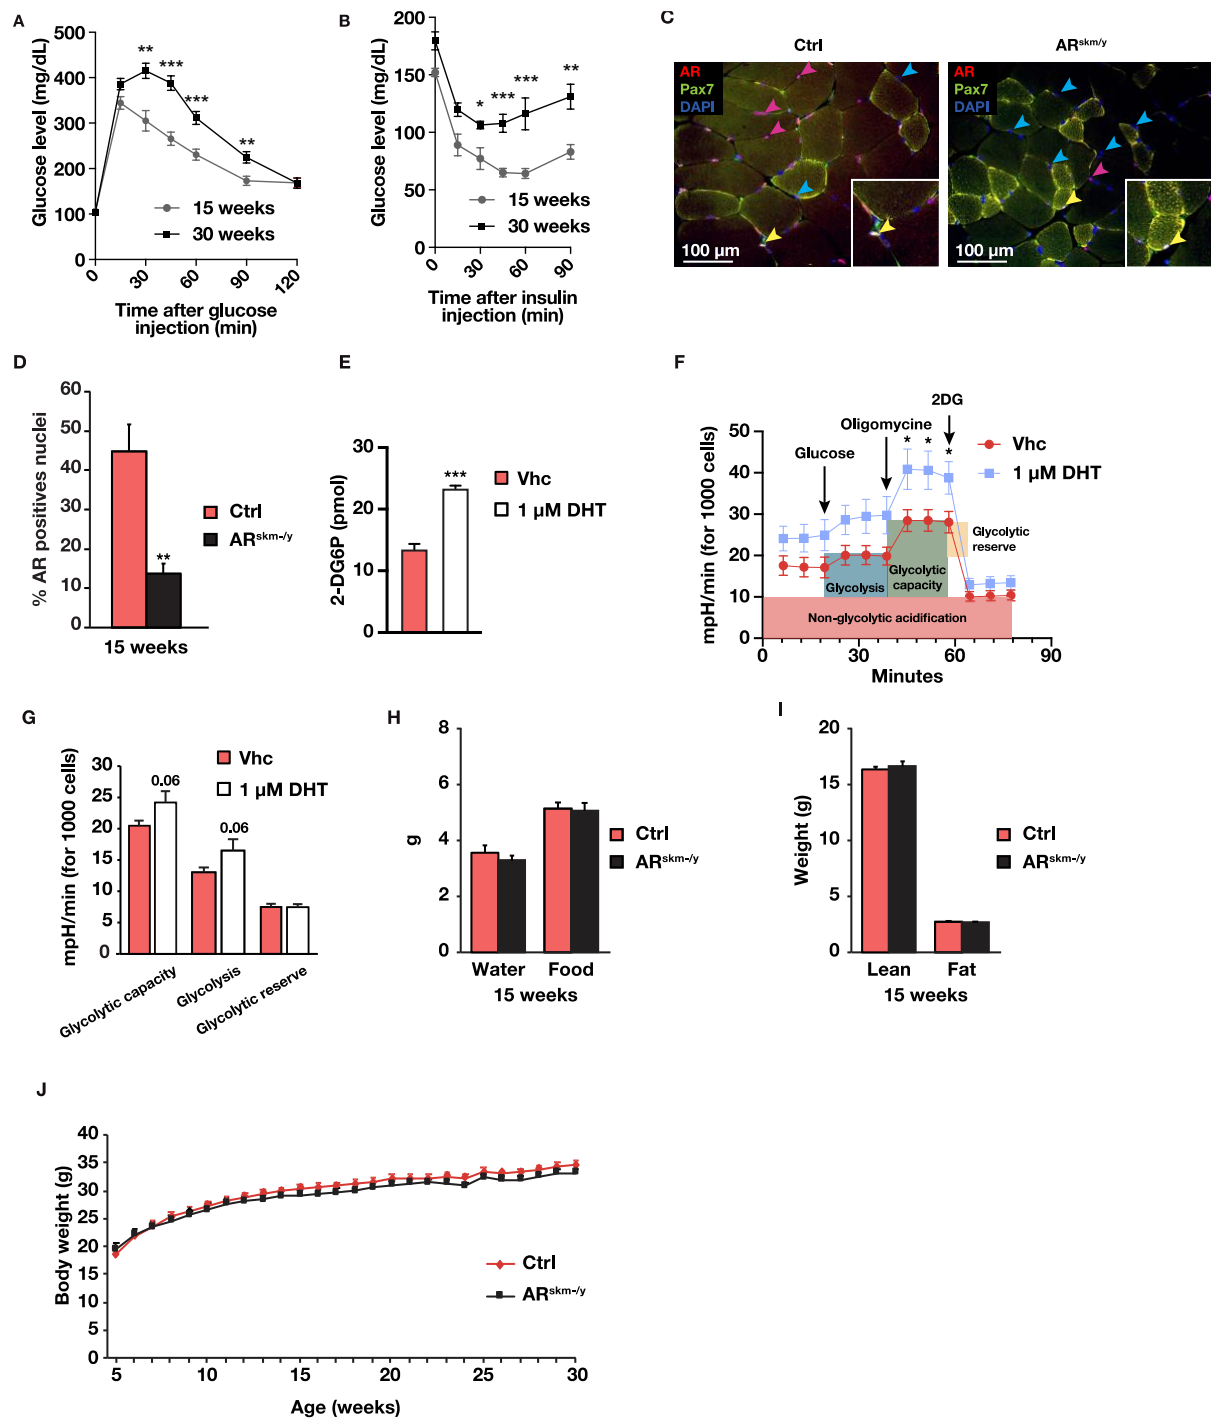 A
Glucose level (mg/dL)
500
400
300
200
100
0
**
***
***
**
15 weeks
30 weeks
0
30
60
90
120
Time after glucose
injection (min)
B
Glucose level (mg/dL)
200
150
100
50
0
*
***
***
**
15 weeks
30 weeks
0
30
60
90
Time after insulin
injection (min)
C
Ctrl
AR
Pax7
DAPI
100 µm
ARskm/y
AR
Pax7
DAPI
100 µm
D
% AR positives nuclei
60
50
40
30
20
10
0
**
Ctrl
ARskm-/y
15 weeks
E
2-DG6P (pmol)
30
20
10
0
***
Vhc
1 µM DHT
F
mpH/min (for 1000 cells)
50
40
30
20
10
0
Glucose
Oligomycine
2DG
* * *
Vhc
1 µM DHT
Glycolytic
reserve
Glycolysis
Glycolytic
capacity
Non-glycolytic acidification
0
30
60
90
Minutes
G
mpH/min (for 1000 cells)
30
25
20
15
10
5
0
0.06
0.06
Vhc
1 µM DHT
Glycolytic capacity
Glycolysis
Glycolytic reserve
H
g
8
6
4
2
0
Ctrl
ARskm-/y
Water Food
15 weeks
I
Weight (g)
20
15
10
5
0
Ctrl
ARskm-/y
Lean Fat
15 weeks
J
Body weight (g)
40
35
30
25
20
15
10
5
0
Ctrl
ARskm-/y
5 10 15 20 25 30
Age (weeks)